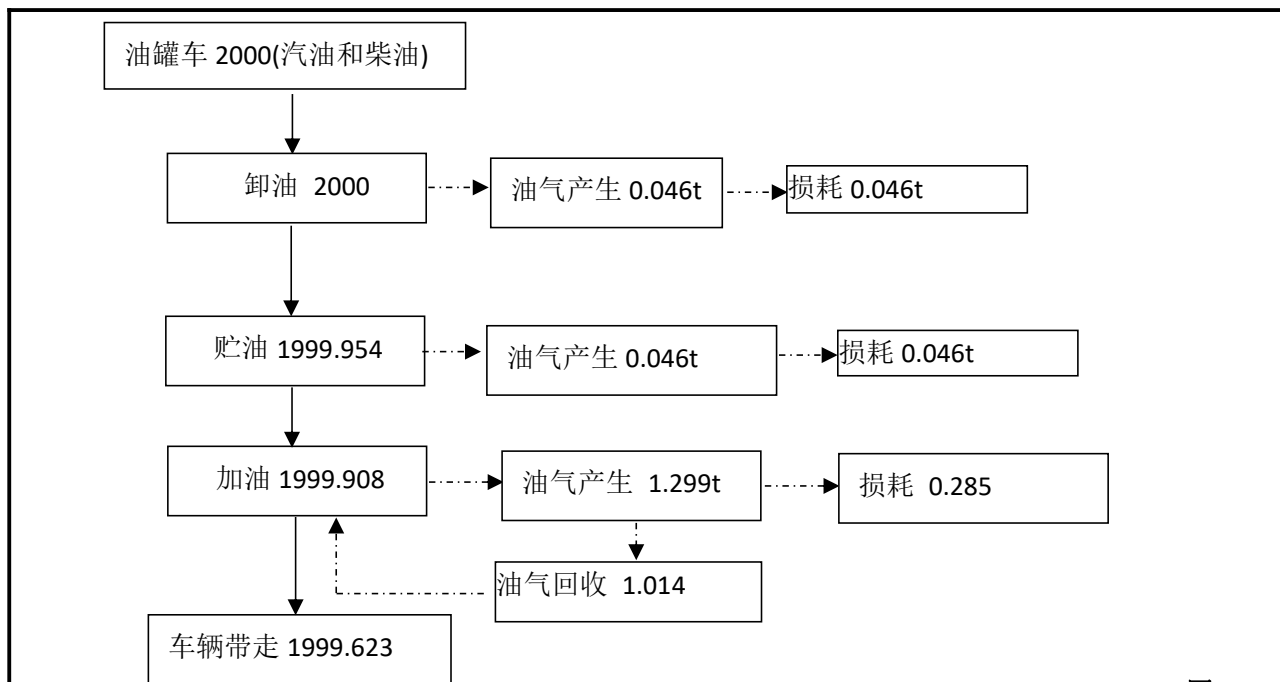 油罐车 2000(汽油和柴油)
卸油 2000
油气产生 0.046t
损耗 0.046t
贮油 1999.954
油气产生 0.046t
损耗 0.046t
加油 1999.908
油气产生 1.299t
损耗 0.285
油气回收 1.014
车辆带走 1999.623